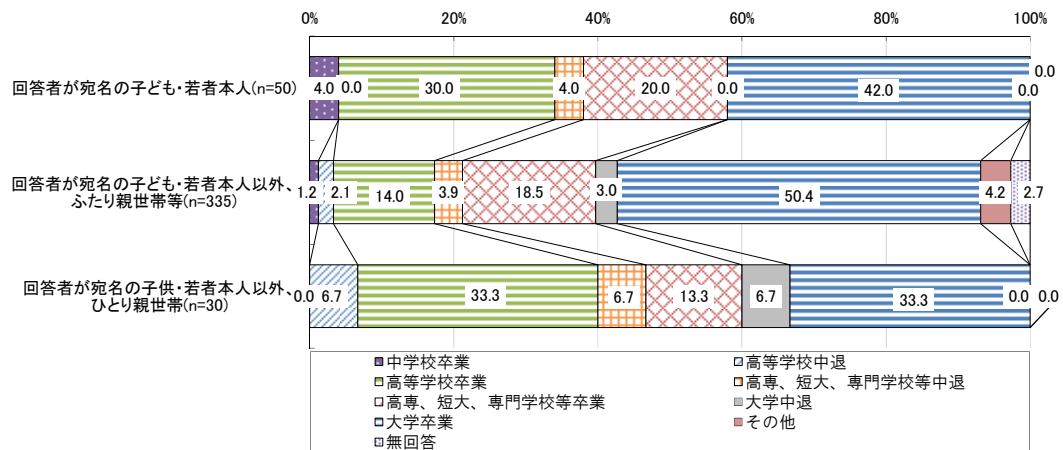 0% 20% 40% 60% 80% 100%
回答者が宛名の子ども・若者本人(n=50)
4.0 0.0 30.0 4.0 20.0 0.0 42.0 0.0 0.0
回答者が宛名の子ども・若者本人以外、
ふたり親世帯等(n=335)
1.2 2.1 14.0 3.9 18.5 3.0 50.4 4.2 2.7
回答者が宛名の子供・若者本人以外、
ひとり親世帯(n=30)
0.0 6.7 33.3 6.7 13.3 6.7 33.3 0.0 0.0
中学校卒業 高等学校中退
高等学校卒業 高専、短大、専門学校等中退
高専、短大、専門学校等卒業 大学中退
大学卒業 その他
無回答